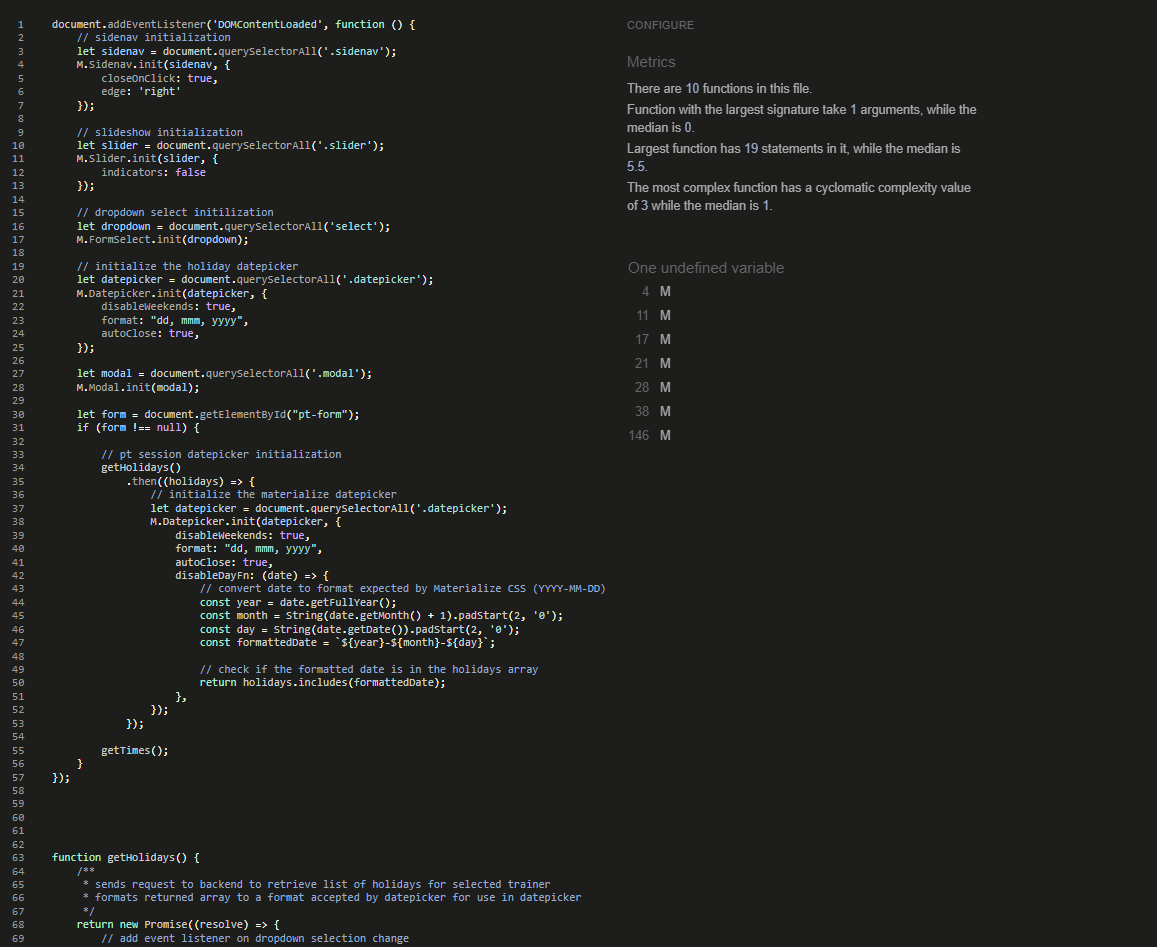 1 document.addEventListener('DOMContentLoaded', function () {
2 // sidenav initialization
3 let sidenav = document.querySelectorAll('.sidenav');
4 M.Sidenav.init(sidenav, {
5 closeOnClick: true,
6 edge: 'right'
7 });
8
9 // slideshow initialization
10 let slider = document.querySelectorAll('.slider');
11 M.Slider.init(slider, {
12 indicators: false
13 });
14
15 // dropdown select initilization
16 let dropdown = document.querySelectorAll('select');
17 M.FormSelect.init(dropdown);
18
19 // initialize the holiday datepicker
20 let datepicker = document.querySelectorAll('.datepicker');
21 M.Datepicker.init(datepicker, {
22 disableWeekends: true,
23 format: "dd, mmm, yyyy",
24 autoClose: true,
25 });
26
27 let modal = document.querySelectorAll('.modal');
28 M.Modal.init(modal);
29
30 let form = document.getElementById("pt-form");
31 if (form !== null) {
32
33 // pt session datepicker initialization
34 getHolidays()
35 .then((holidays) => {
36 // initialize the materialize datepicker
37 let datepicker = document.querySelectorAll('.datepicker');
38 M.Datepicker.init(datepicker, {
39 disableWeekends: true,
40 format: "dd, mmm, yyyy",
41 autoClose: true,
42 disableDayFn: (date) => {
43 // convert date to format expected by Materialize CSS (YYYY-MM-DD)
44 const year = date.getFullYear();
45 const month = String(date.getMonth() + 1).padStart(2, '0');
46 const day = String(date.getDate()).padStart(2, '0');
47 const formattedDate = `${year}-${month}-${day}`;
48
49 // check if the formatted date is in the holidays array
50 return holidays.includes(formattedDate);
51 },
52 });
53 });
54
55 getTimes();
56 }
57 });
58
59
60
61
62
63 function getHolidays() {
64 /**
65 * sends request to backend to retrieve list of holidays for selected trainer
66 * formats returned array to a format accepted by datepicker for use in datepicker
67 */
68 return new Promise((resolve) => {
69 // add event listener on dropdown selection change
CONFIGURE
Metrics
There are 10 functions in this file.
Function with the largest signature take 1 arguments, while the
median is 0.
Largest function has 19 statements in it, while the median is
5.5.
The most complex function has a cyclomatic complexity value
of 3 while the median is 1.
One undefined variable
4 M
11 M
17 M
21 M
28 M
38 M
146 M